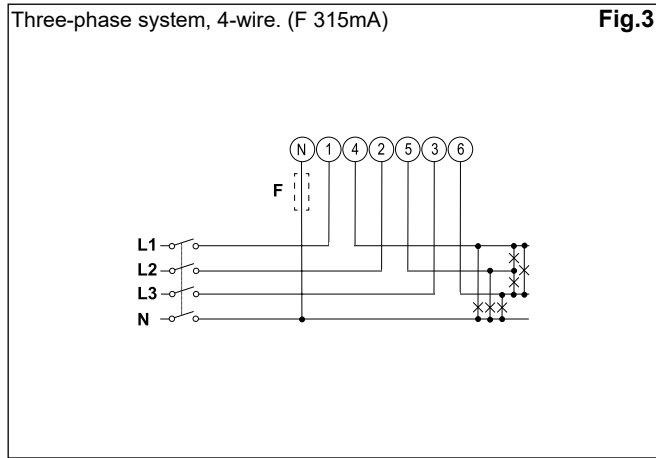 Three-phase system, 4-wire. (F 315mA) Fig.3
N 1 4 2 5 3 6
F
L1
L2
L3
N